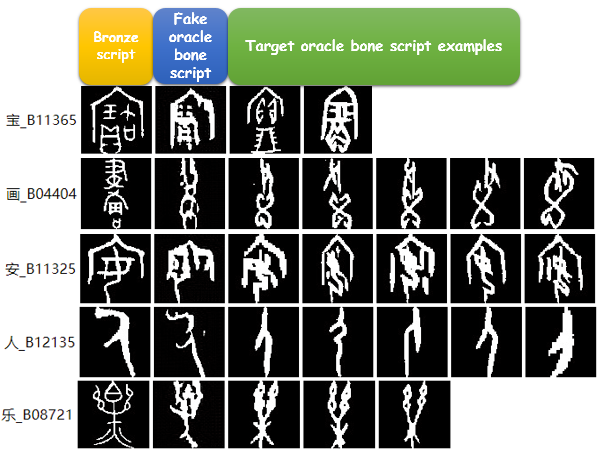 Bronze
script
Fake
oracle
bone
script
Target oracle bone script examples
宝_B11365
画_B04404
安_B11325
人_B12135
乐_B08721